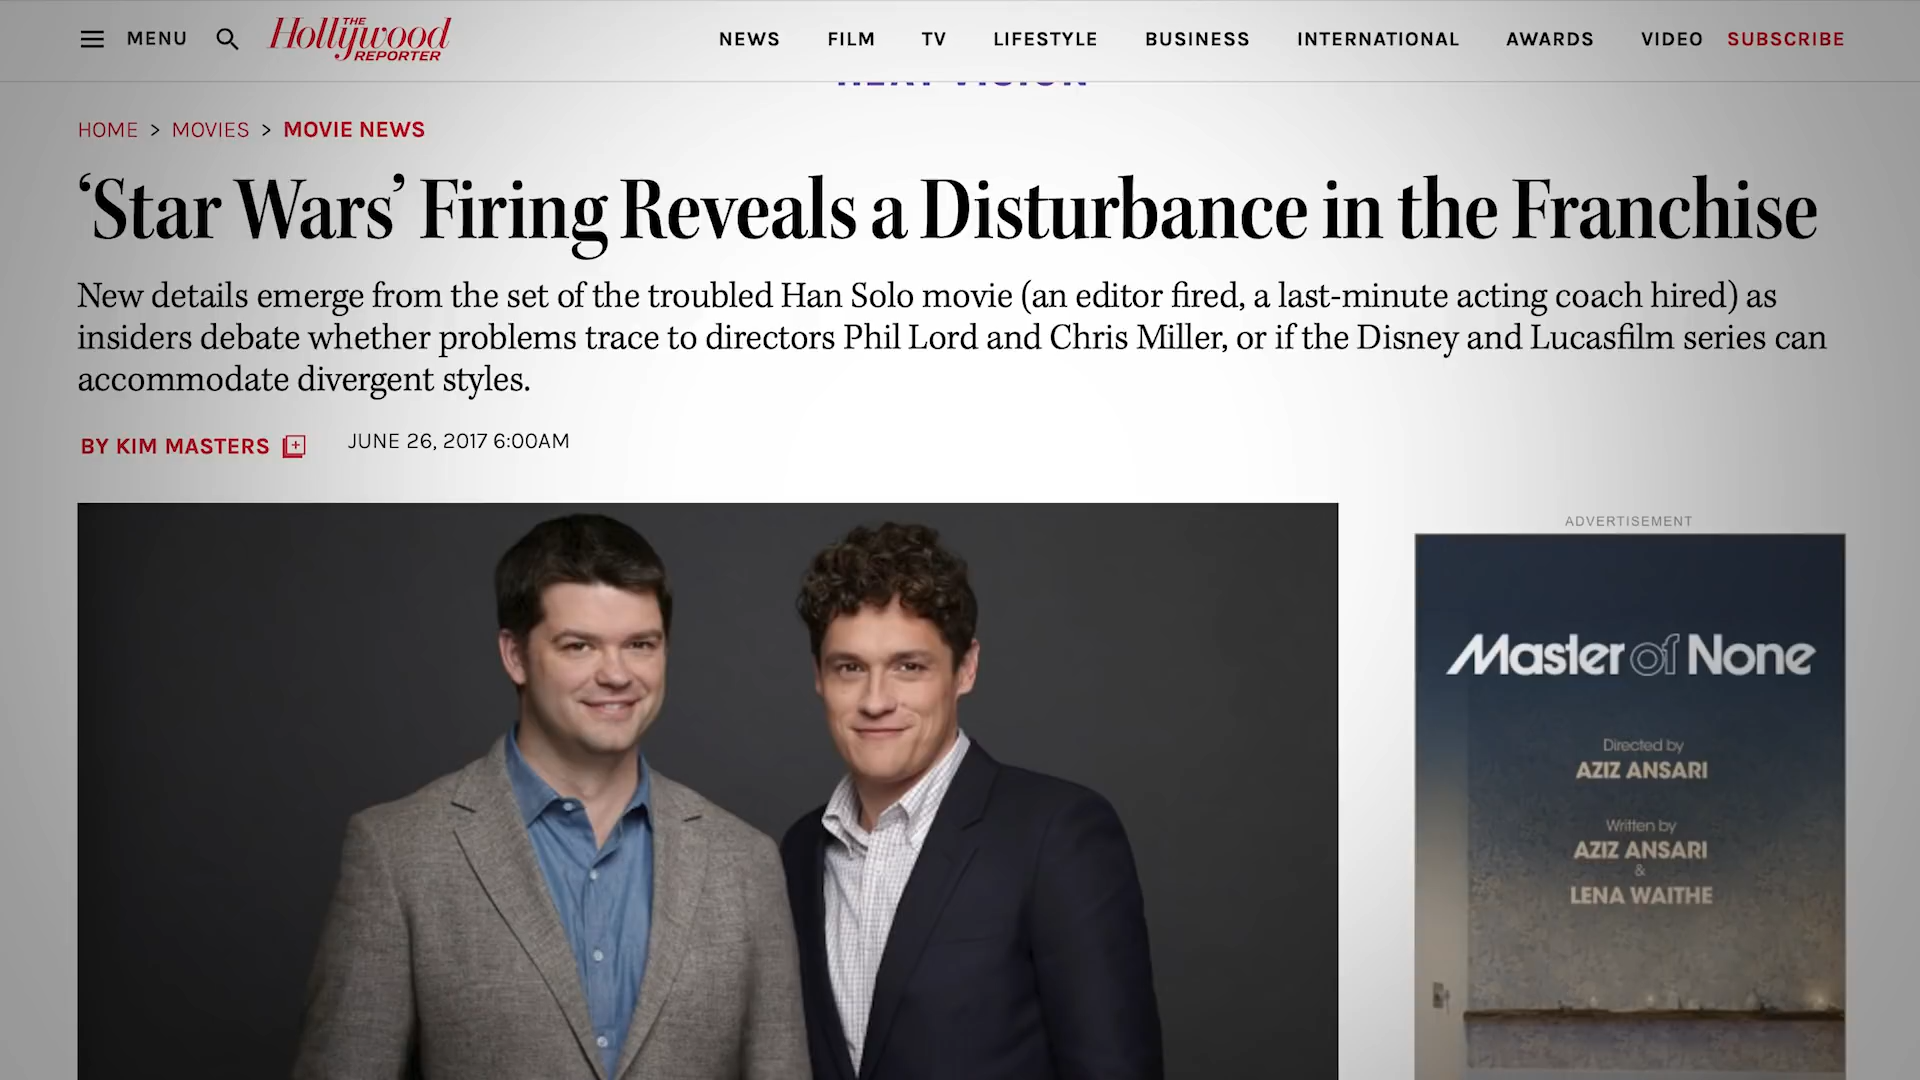 MENU
THE
Hollywood
REPORTER
NEWS
FILM
TV
LIFESTYLE
BUSINESS
INTERNATIONAL
AWARDS
VIDEO
SUBSCRIBE
HOME > MOVIES > MOVIE NEWS
‘Star Wars’ Firing Reveals a Disturbance in the Franchise
New details emerge from the set of the troubled Han Solo movie (an editor fired, a last-minute acting coach hired) as
insiders debate whether problems trace to directors Phil Lord and Chris Miller, or if the Disney and Lucasfilm series can
accommodate divergent styles.
BY KIM MASTERS
JUNE 26, 2017 6:00AM
ADVERTISEMENT
Master of None
Directed by
AZIZ ANSARI
Written by
AZIZ ANSARI
&
LENA WAITHE